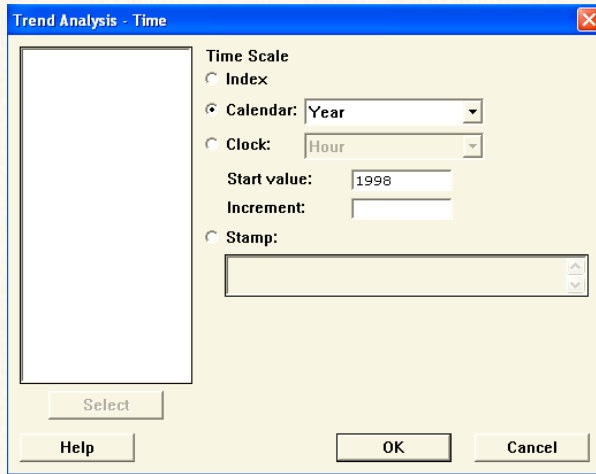 Trend Analysis - Time
Time Scale
Index
Calendar: Year
Clock: Hour
Start value: 1998
Increment:
Stamp:
Select
Help OK Cancel